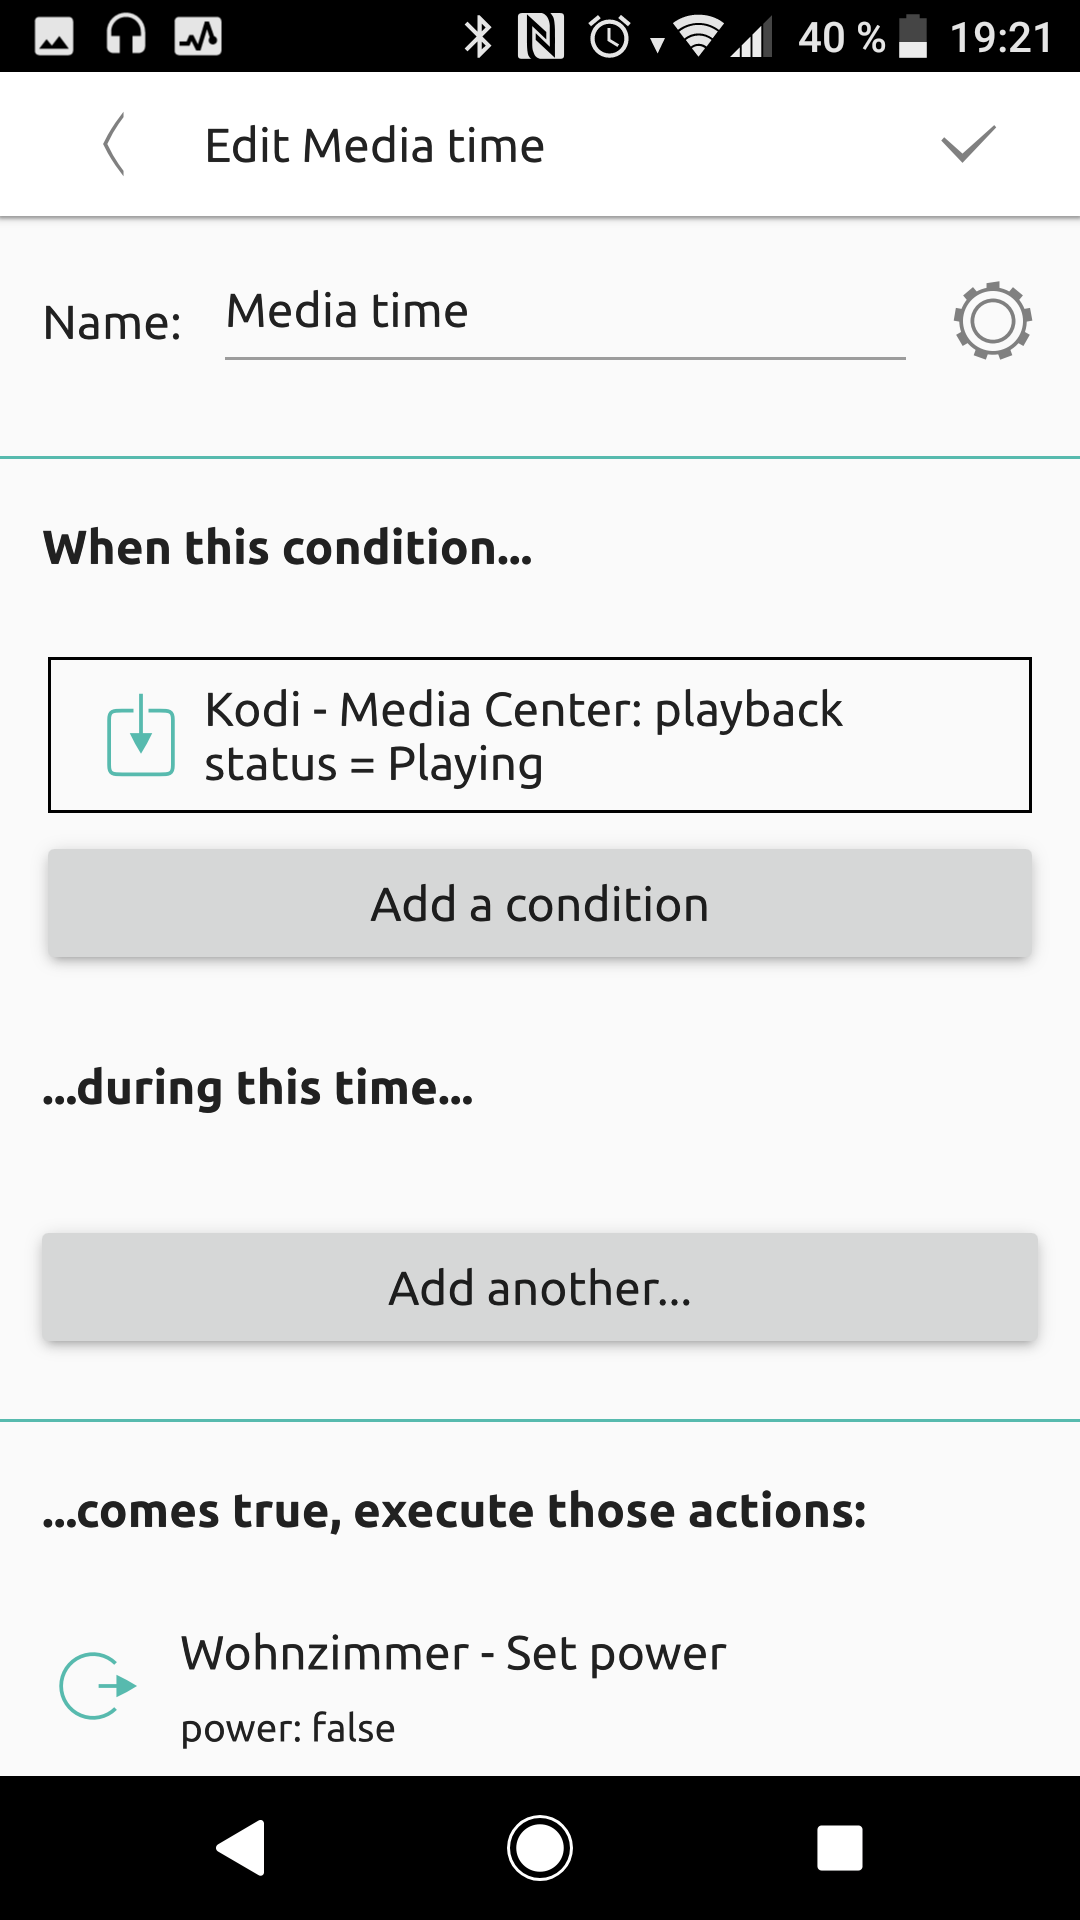 40 % 19:21
Edit Media time
Name: Media time
When this condition...
Kodi - Media Center: playback
status = Playing
Add a condition
...during this time...
Add another...
...comes true, execute those actions:
Wohnzimmer - Set power
power: false